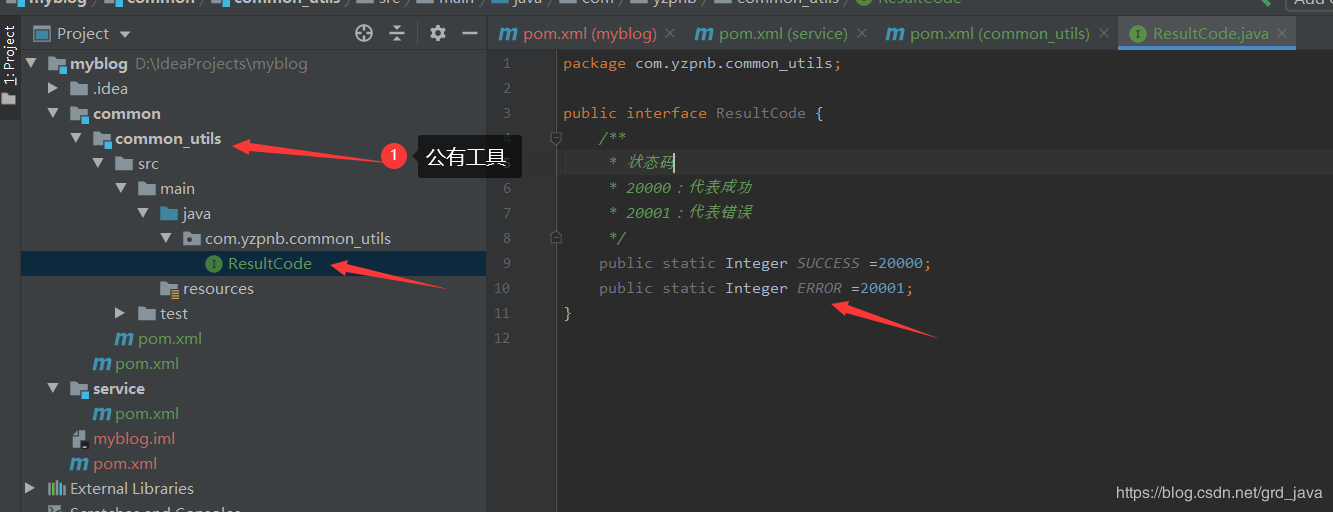 myblog common common_utils src main java com yzpnb common_utils ResultCode
Project
1: Project
pom.xml (myblog) pom.xml (service) pom.xml (common_utils) ResultCode.java
myblog D:\IdeaProjects\myblog
.idea
common
common_utils
1 公有工具
src
main
java
com.yzpnb.common_utils
ResultCode
resources
test
pom.xml
pom.xml
service
pom.xml
myblog.iml
pom.xml
External Libraries
Scratches and Consoles
1 package com.yzpnb.common_utils;
2
3 public interface ResultCode {
4 /**
5 * 状态码
6 * 20000：代表成功
7 * 20001：代表错误
8 */
9 public static Integer SUCCESS =20000;
10 public static Integer ERROR =20001;
11 }
12
https://blog.csdn.net/grd_java